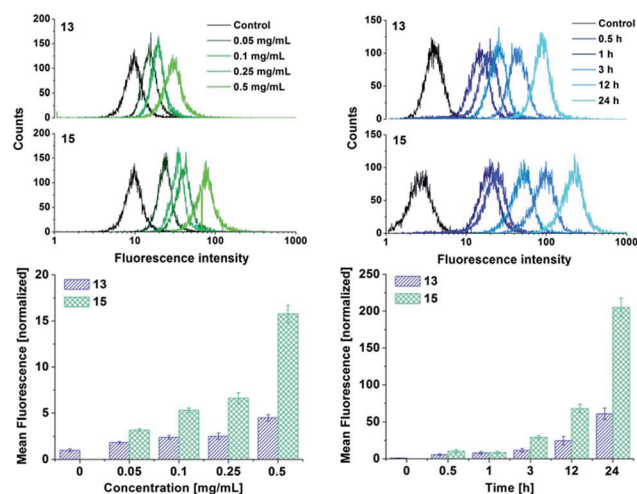 13
Control
0.05 mg/mL
0.1 mg/mL
0.25 mg/mL
0.5 mg/mL
200
150
100
50
0
Counts
15
200
150
100
50
0
1 10 100 1000
Fluorescence intensity
13
Control
0.5 h
1 h
3 h
12 h
24 h
150
100
50
0
Counts
15
150
100
50
0
1 10 100 1000
Fluorescence intensity
20
15
10
5
0
Mean Fluorescence [normalized]
13
15
0 0.05 0.1 0.25 0.5
Concentration [mg/mL]
250
200
150
100
50
0
Mean Fluorescence [normalized]
13
15
0 0.5 1 3 12 24
Time [h]